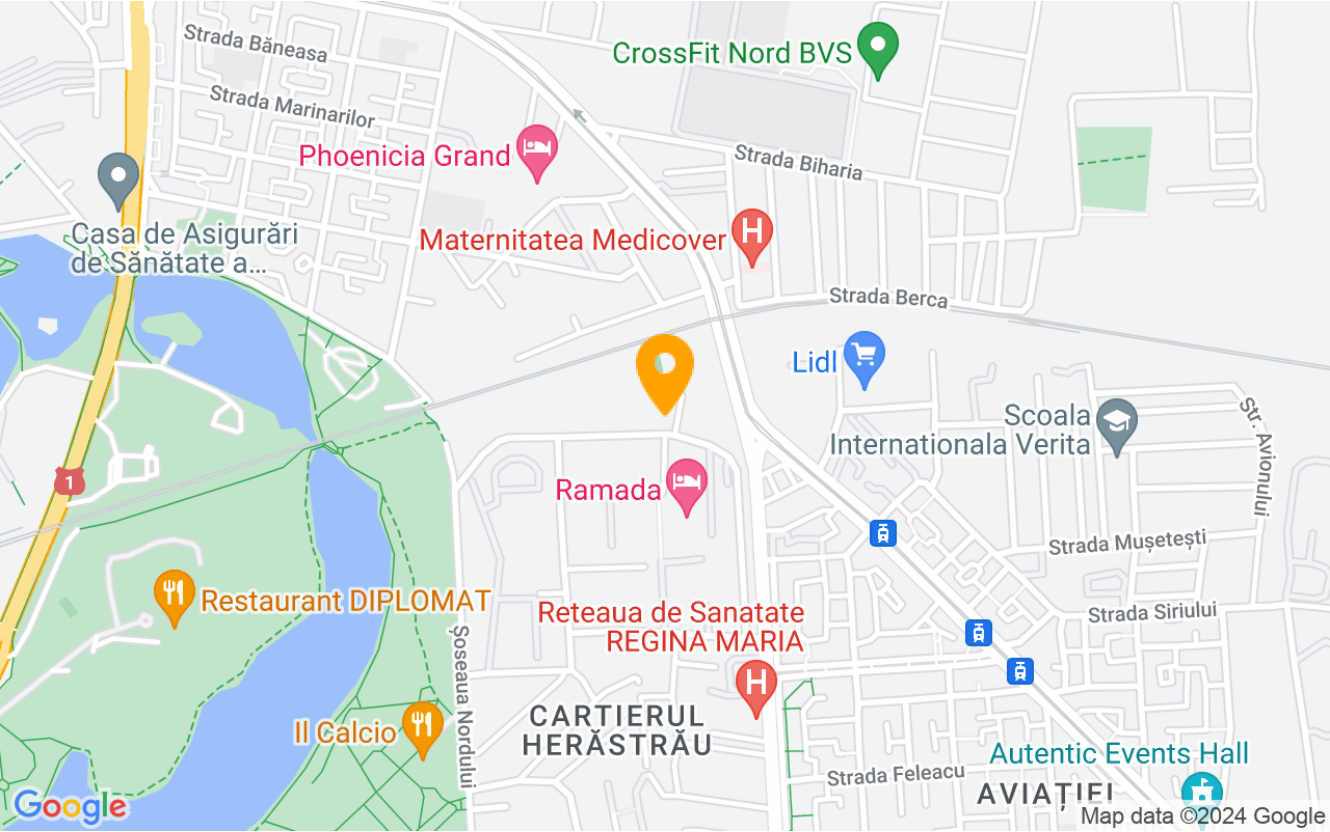 Strada Băneasa
CrossFit Nord BVS
Strada Marinarilor
Phoenicia Grand
Strada Biharia
Casa de Asigurări
de Sănătate a...
Maternitatea Medicover
H
Strada Berca
Lidl
Scoala
Internationala Verita
Str. Avionului
1
Ramada
Strada Mușetești
Restaurant DIPLOMAT
Reteaua de Sanatate
REGINA MARIA
H
Strada Siriului
Șoseaua Nordului
Il Calcio
CARTIERUL
HERĂSTRĂU
Autentic Events Hall
Strada Feleacu
AVIAȚIEI
Google
Map data ©2024 Google